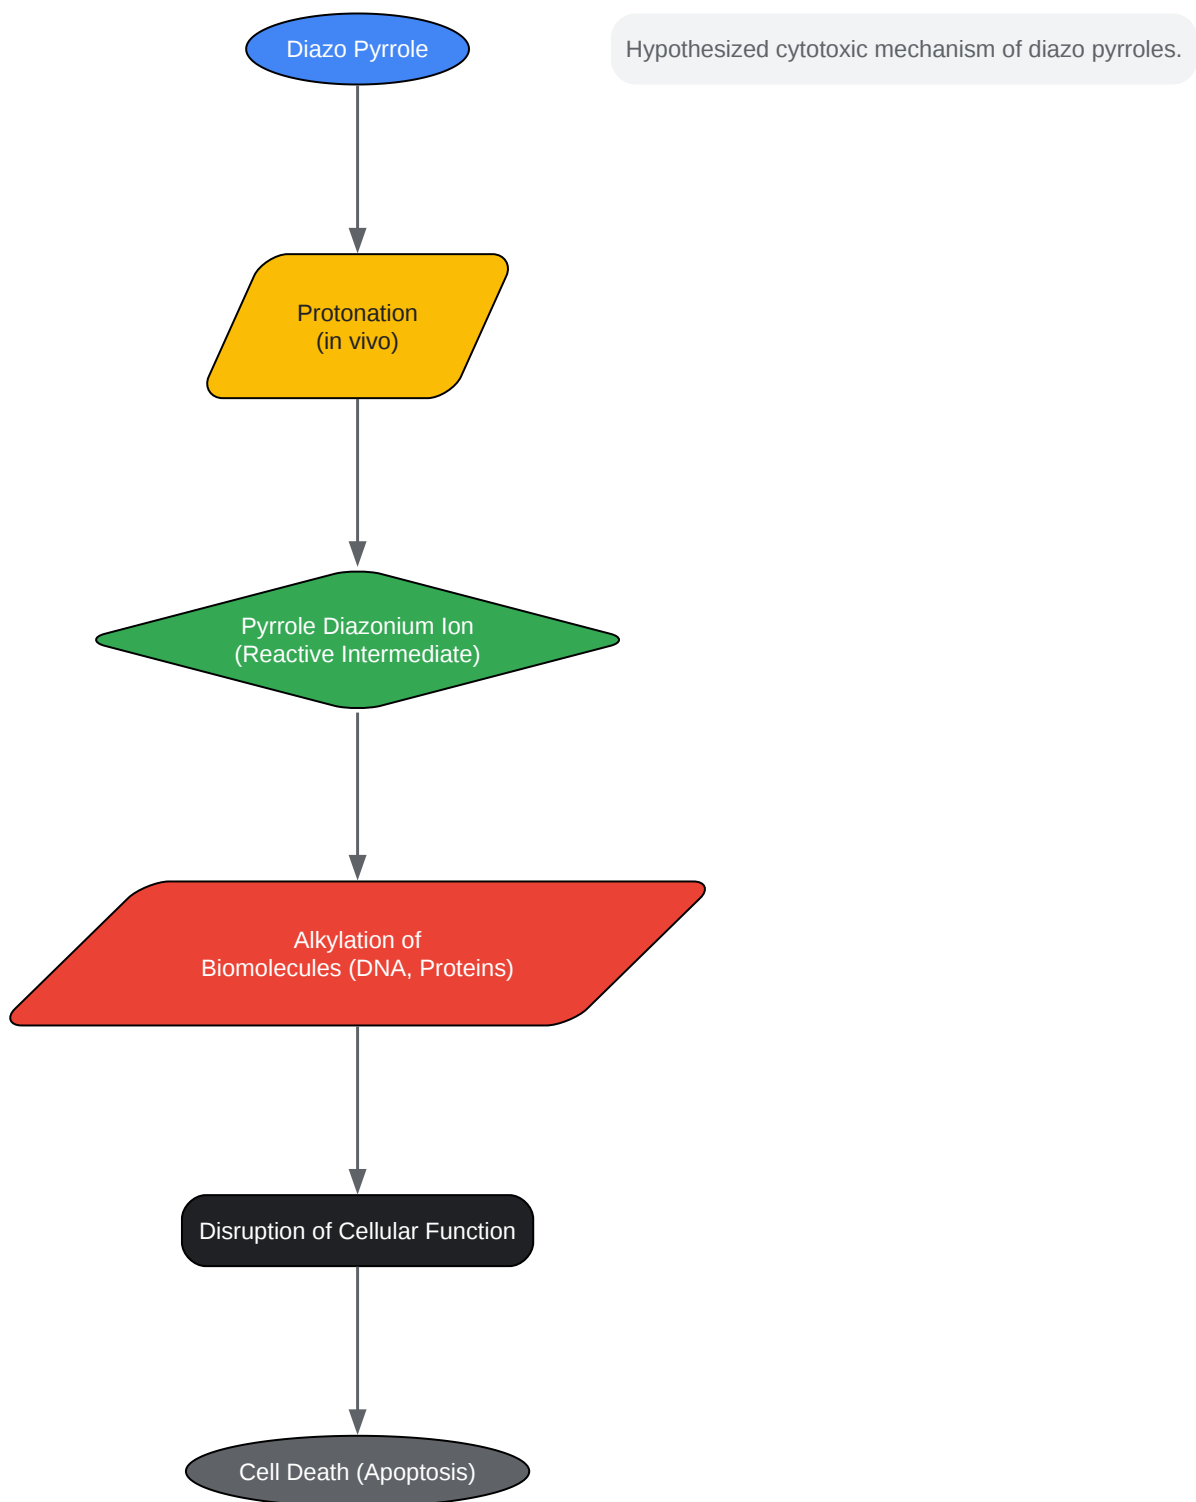 Diazo Pyrrole
Hypothesized cytotoxic mechanism of diazo pyrroles.
Protonation
(in vivo)
Pyrrole Diazonium Ion
(Reactive Intermediate)
Alkylation of
Biomolecules (DNA, Proteins)
Disruption of Cellular Function
Cell Death (Apoptosis)